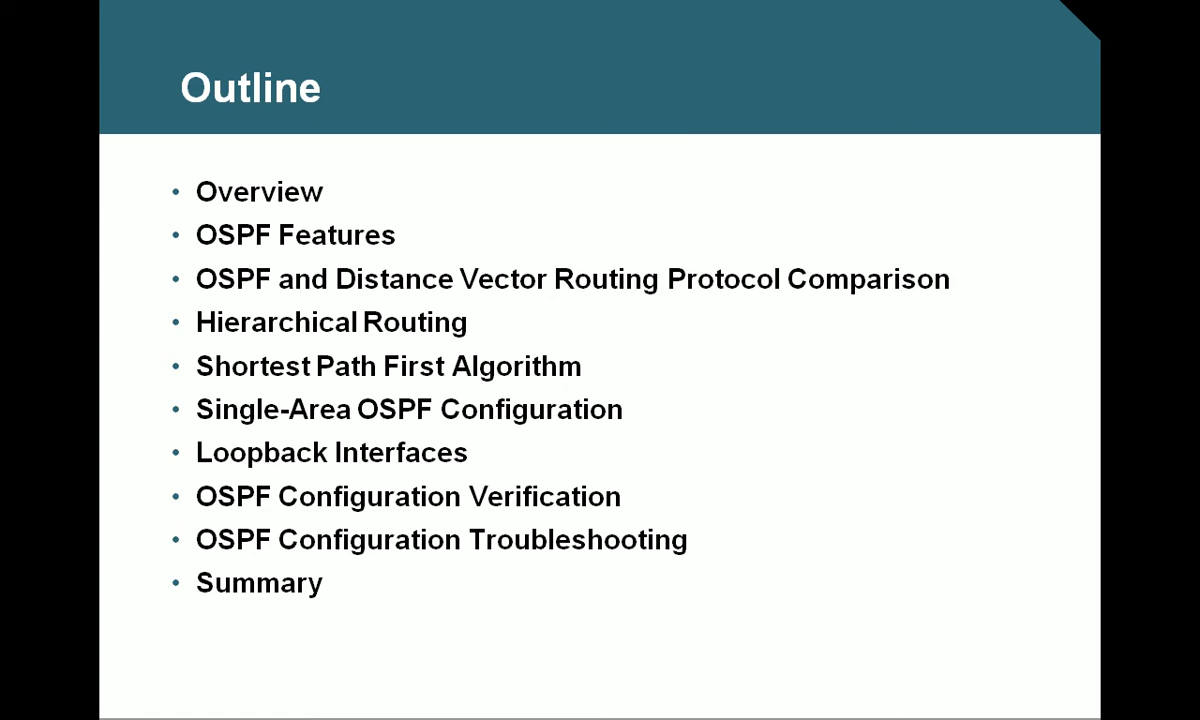 Outline
• Overview
• OSPF Features
• OSPF and Distance Vector Routing Protocol Comparison
• Hierarchical Routing
• Shortest Path First Algorithm
• Single-Area OSPF Configuration
• Loopback Interfaces
• OSPF Configuration Verification
• OSPF Configuration Troubleshooting
• Summary